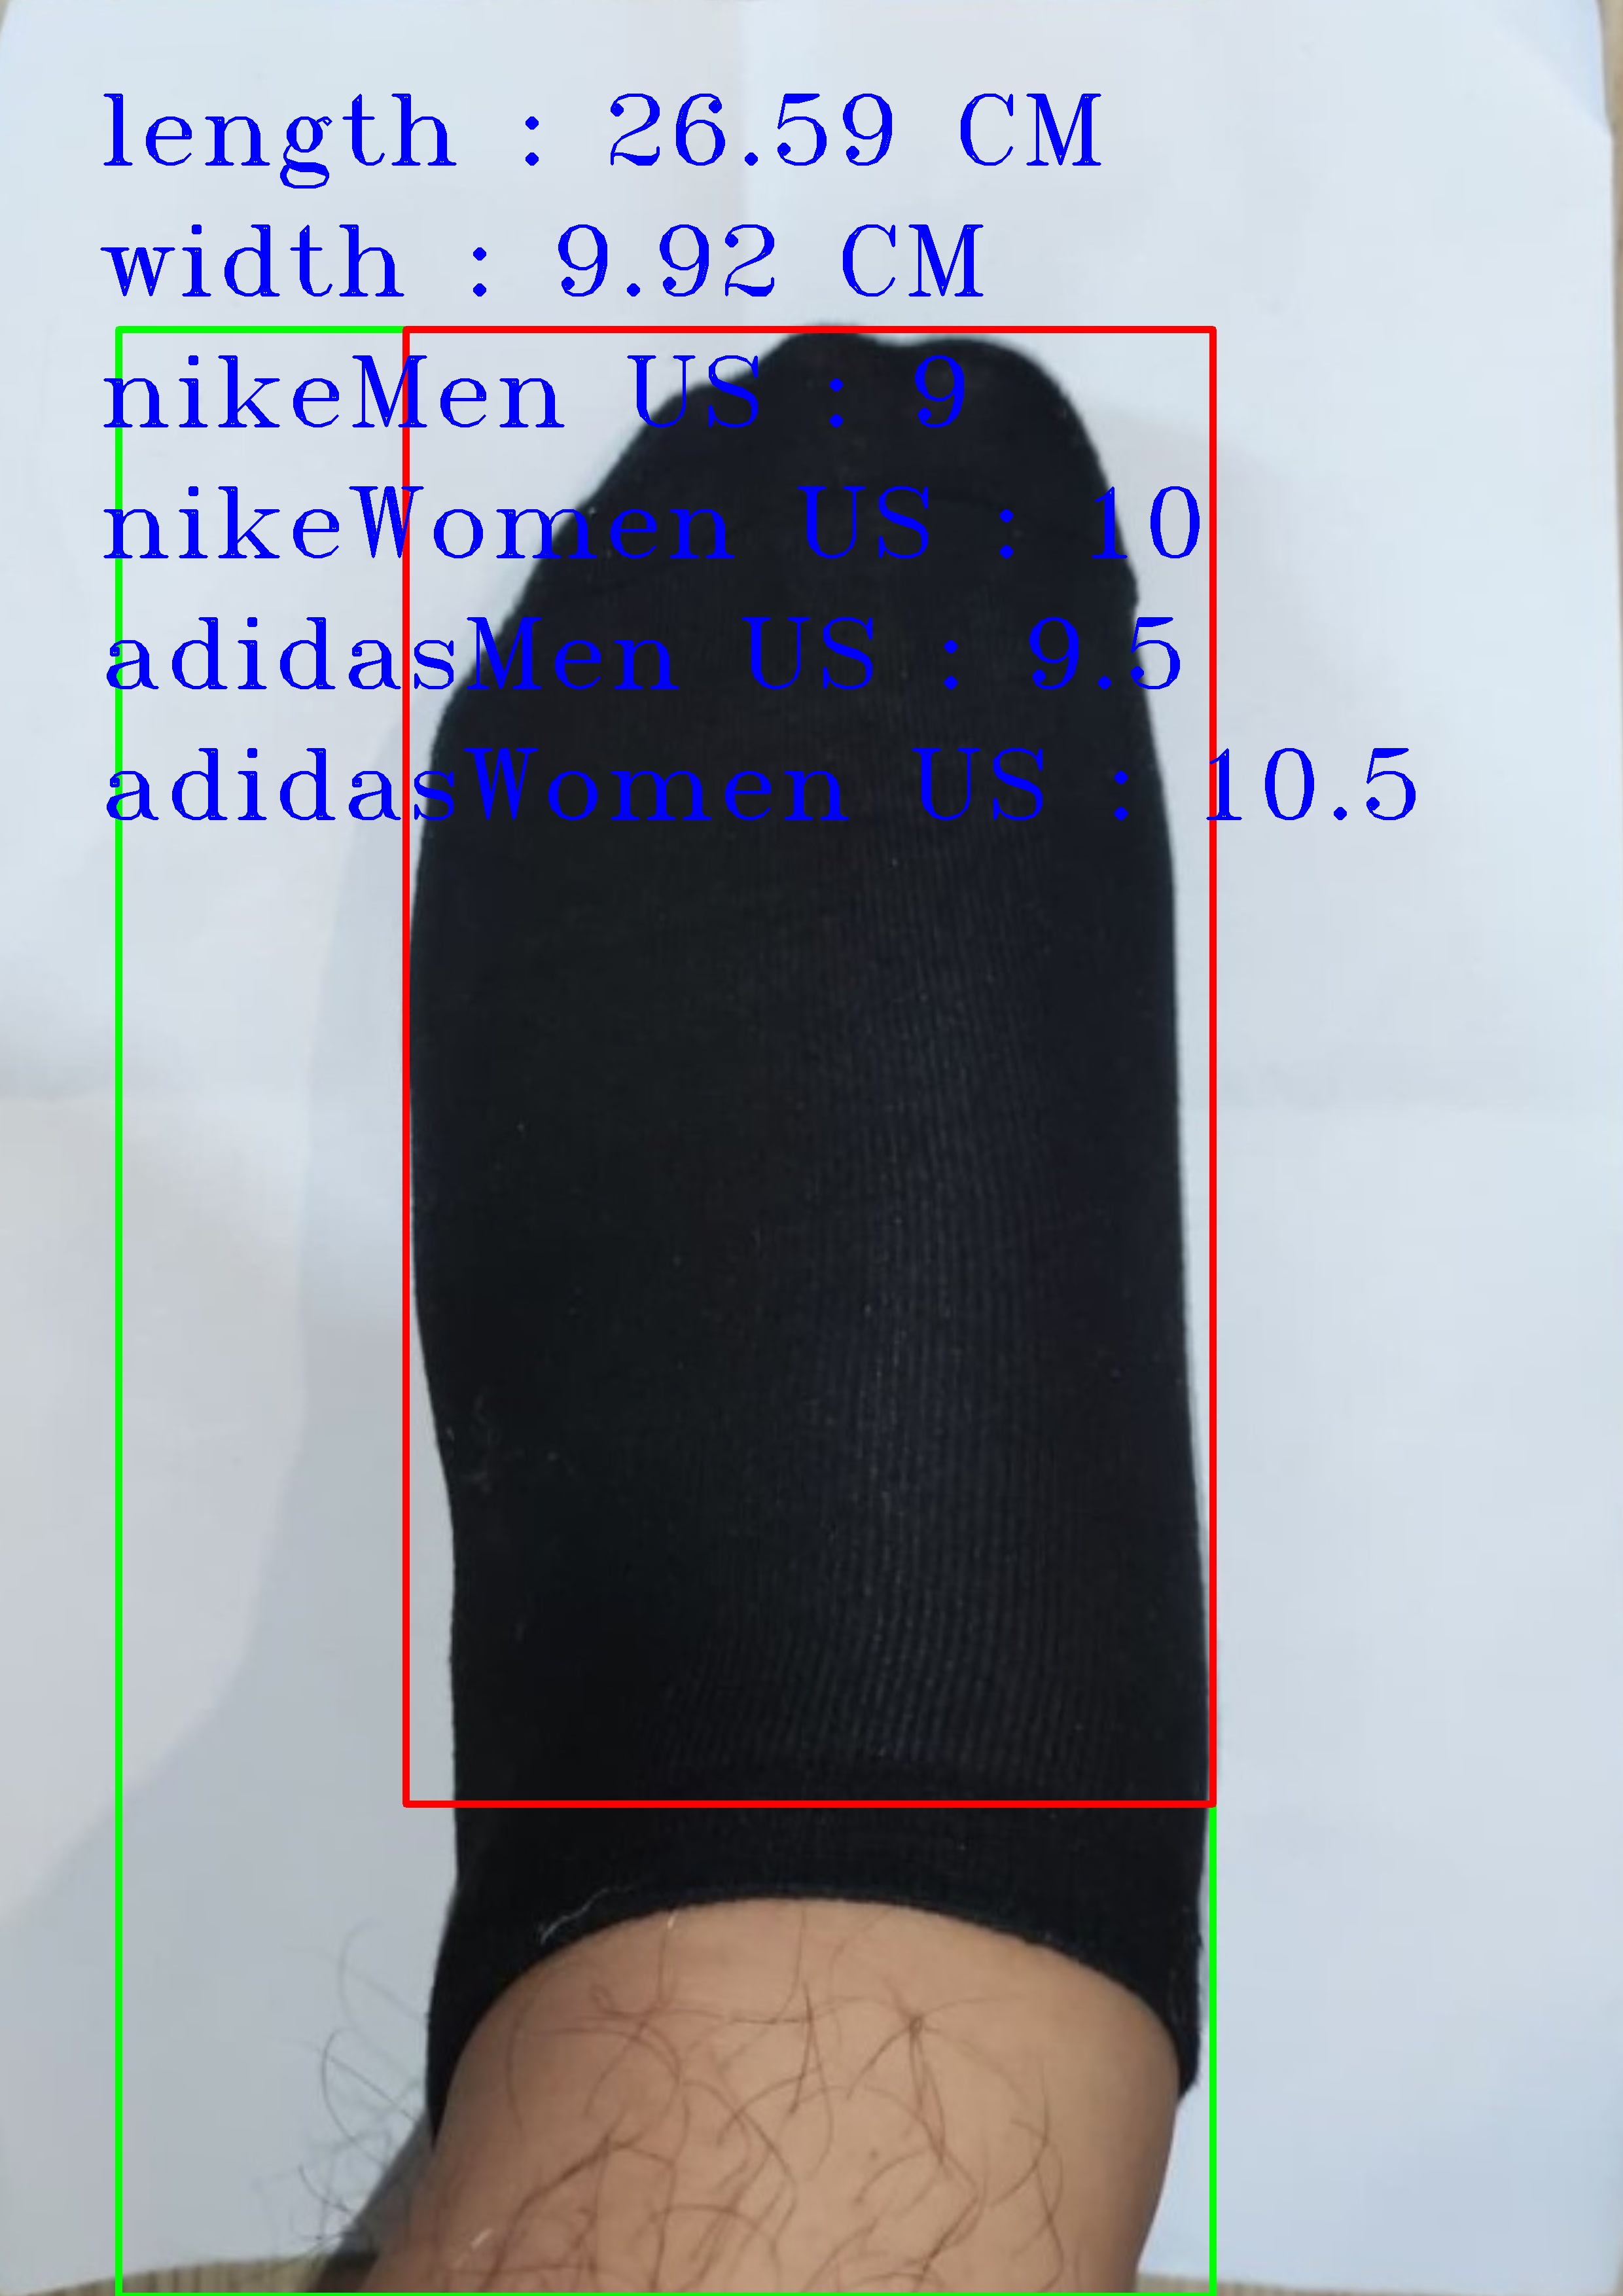 length : 26.59 CM
width : 9.92 CM
nikeMen US : 9
nikeWomen US : 10
adidasMen US : 9.5
adidasWomen US : 10.5